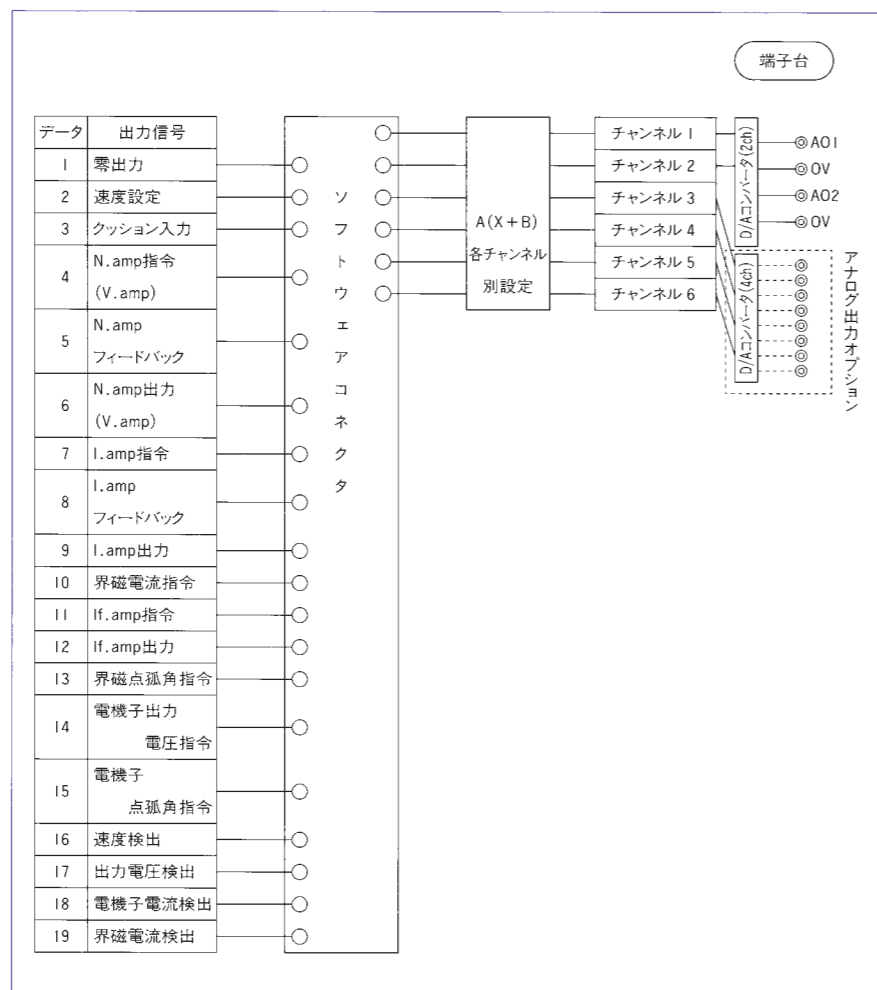 端子台
データ 出力信号
1 零出力
2 速度設定
3 クッション入力
4 N.amp指令
(V.amp)
5 N.amp
フィードバック
6 N.amp出力
(V.amp)
7 I.amp指令
8 I.amp
フィードバック
9 I.amp出力
10 界磁電流指令
11 If.amp指令
12 If.amp出力
13 界磁点弧角指令
14 電機子出力
電圧指令
15 電機子
点弧角指令
16 速度検出
17 出力電圧検出
18 電機子電流検出
19 界磁電流検出
ソフトウェアコネクタ
A(X+B)
各チャンネル
別設定
チャンネル 1
チャンネル 2
チャンネル 3
チャンネル 4
チャンネル 5
チャンネル 6
D/Aコンバータ(2ch)
AO1
0V
AO2
0V
D/Aコンバータ(4ch)
アナログ出力オプション